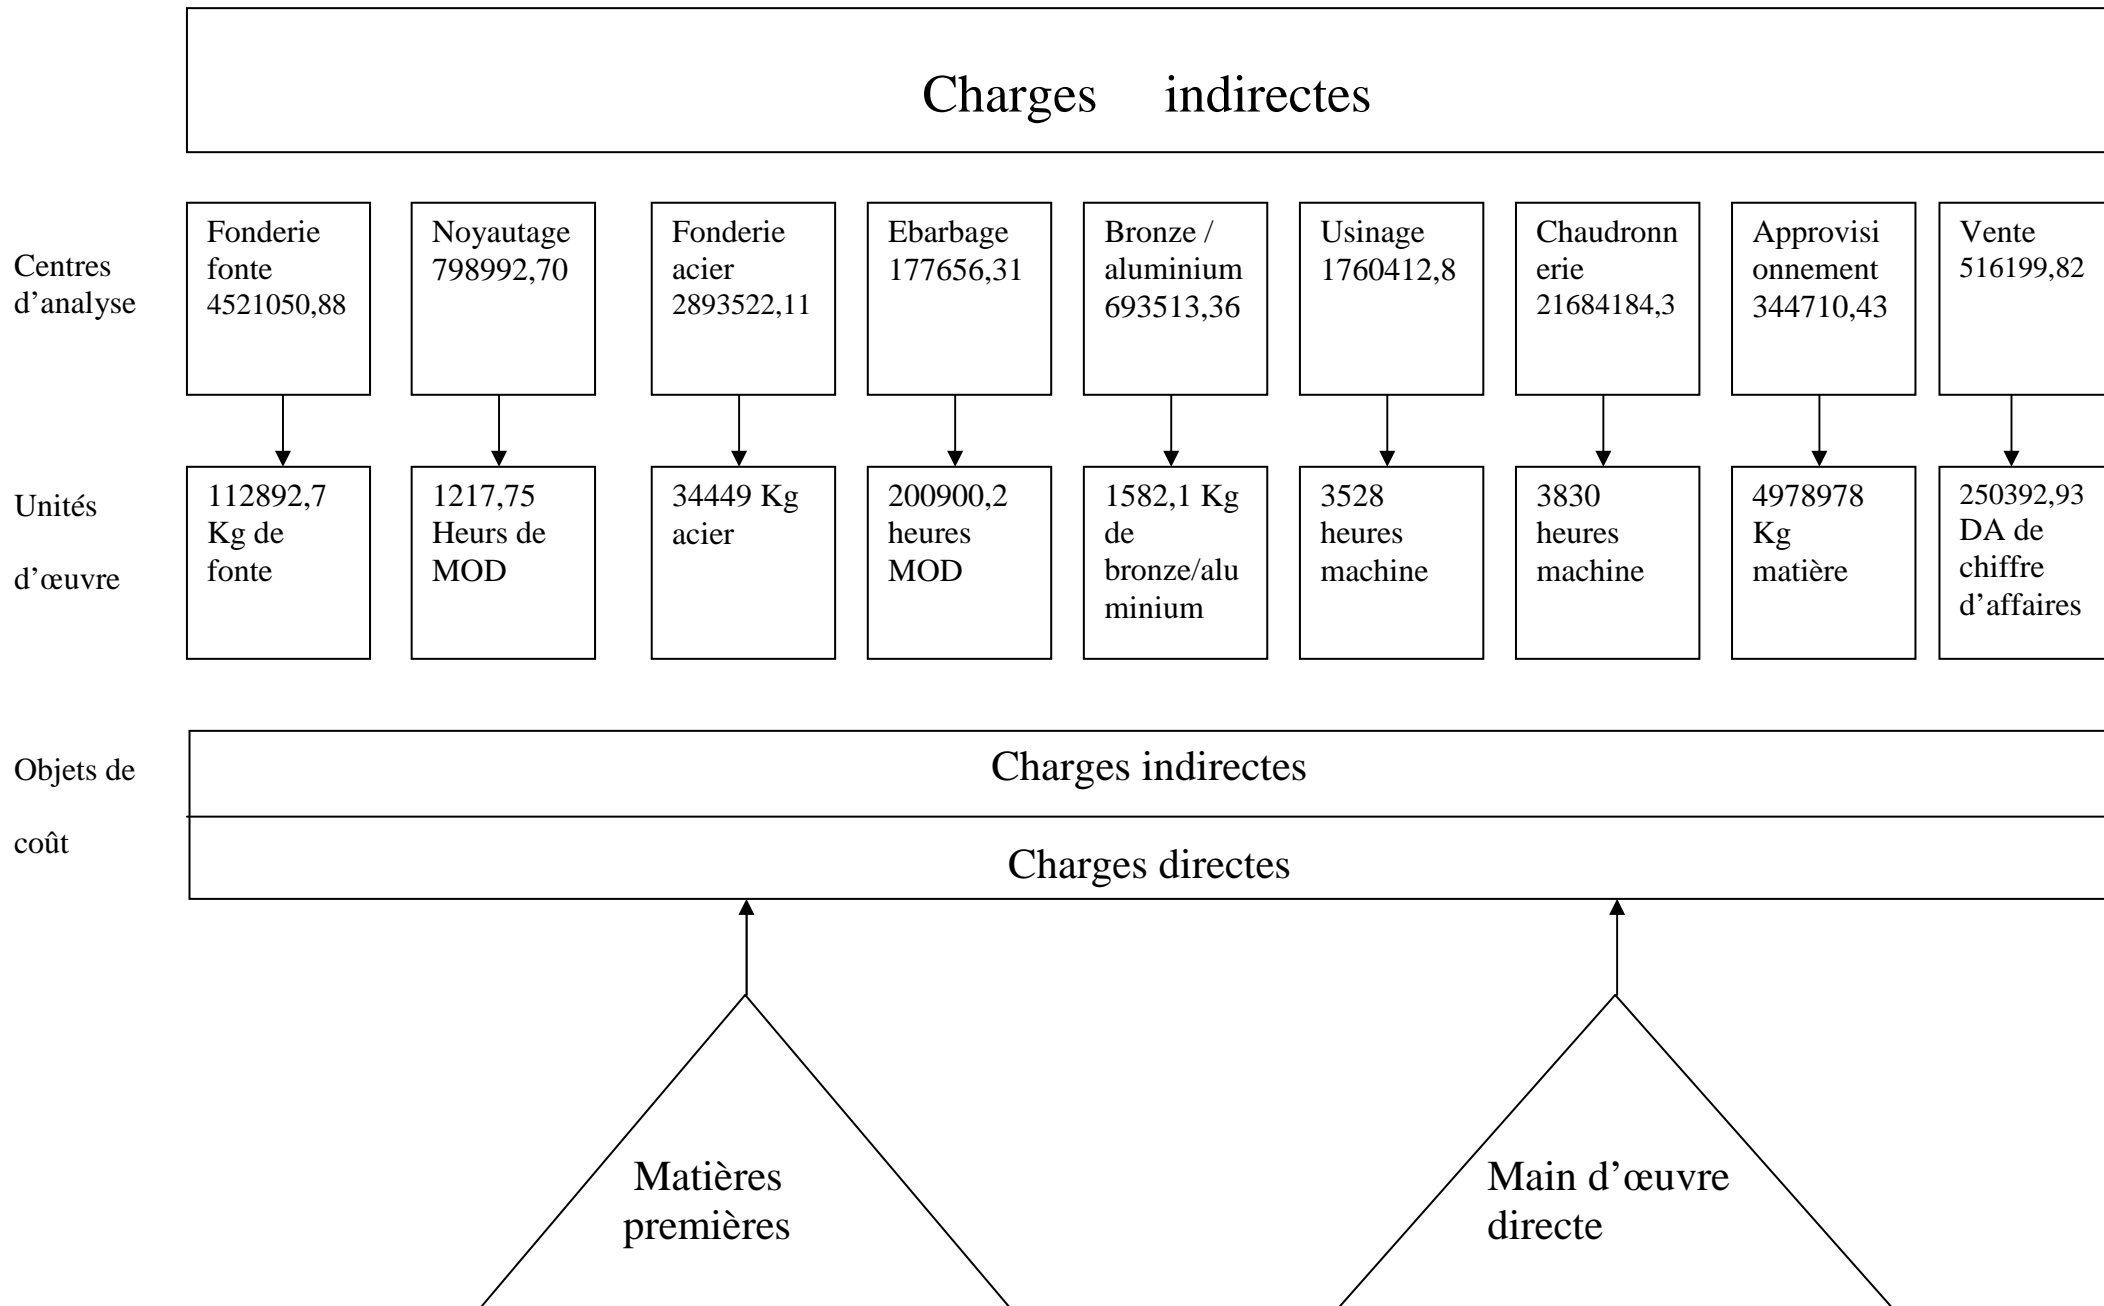 Charges indirectes
Centres
d’analyse
Fonderie
fonte
4521050,88
Noyautage
798992,70
Fonderie
acier
2893522,11
Ebarbage
177656,31
Bronze /
aluminium
693513,36
Usinage
1760412,8
Chaudronn
erie
21684184,3
Approvisi
onnement
344710,43
Vente
516199,82
Unités
d’œuvre
112892,7
Kg de
fonte
1217,75
Heurs de
MOD
34449 Kg
acier
200900,2
heures
MOD
1582,1 Kg
de
bronze/alu
minium
3528
heures
machine
3830
heures
machine
4978978
Kg
matière
250392,93
DA de
chiffre
d’affaires
Objets de
coût
Charges indirectes
Charges directes
Matières
premières
Main d’œuvre
directe